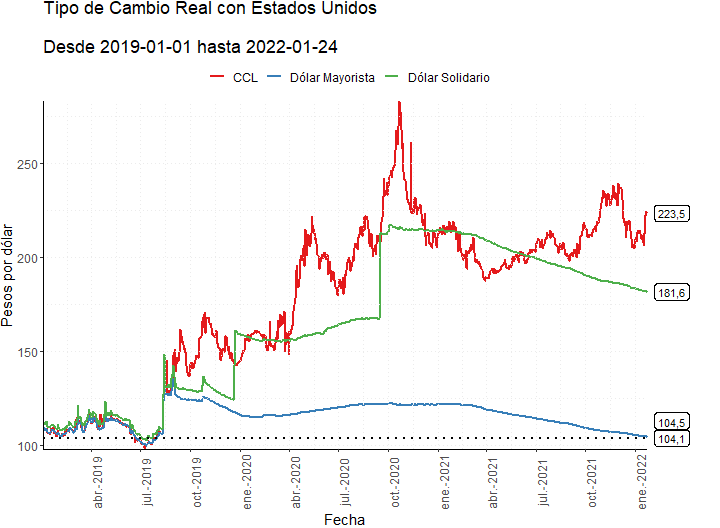 Tipo de Cambio Real con Estados Unidos
Desde 2019-01-01 hasta 2022-01-24
CCL Dólar Mayorista Dólar Solidario
Pesos por dólar
250
200
150
100
223,5
181,6
104,5
104,1
abr.-2019 jul.-2019 oct.-2019 ene.-2020 abr.-2020 jul.-2020 oct.-2020 ene.-2021 abr.-2021 jul.-2021 oct.-2021 ene.-2022
Fecha